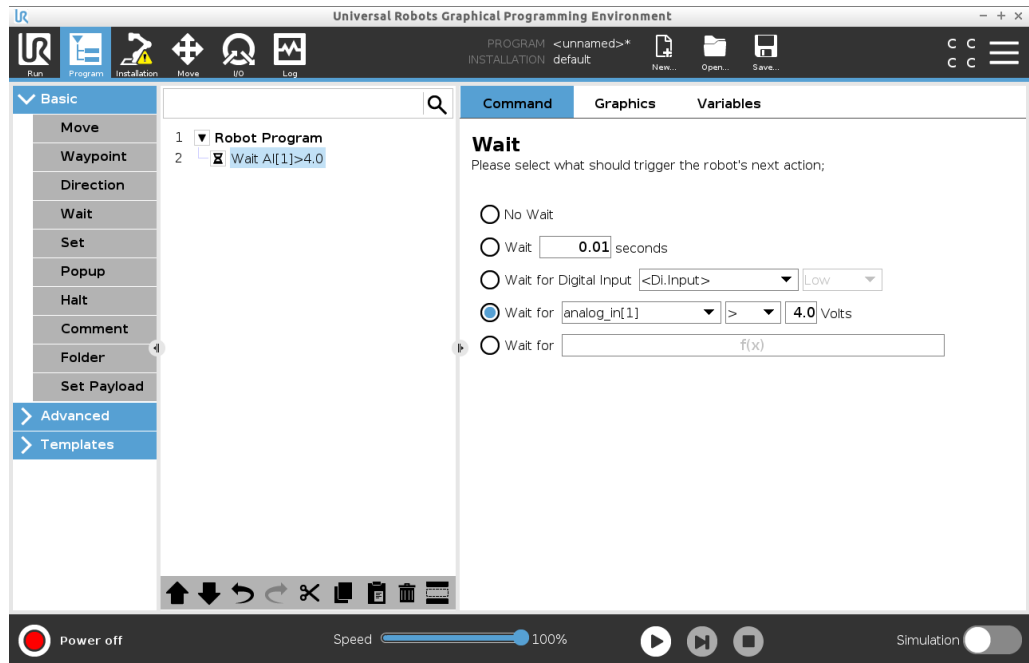 Universal Robots Graphical Programming Environment
PROGRAM <unnamed>*
INSTALLATION default
Run Program Installation Move I/O Log New... Open... Save...
C C
C C
Basic
Move
Waypoint
Direction
Wait
Set
Popup
Halt
Comment
Folder
Set Payload
Advanced
Templates
1 Robot Program
2 Wait AI[1]>4.0
Command Graphics Variables
Wait
Please select what should trigger the robot's next action;
No Wait
Wait 0.01 seconds
Wait for Digital Input <Di.Input> Low
Wait for analog_in[1] > 4.0 Volts
Wait for f(x)
Power off Speed 100% Simulation